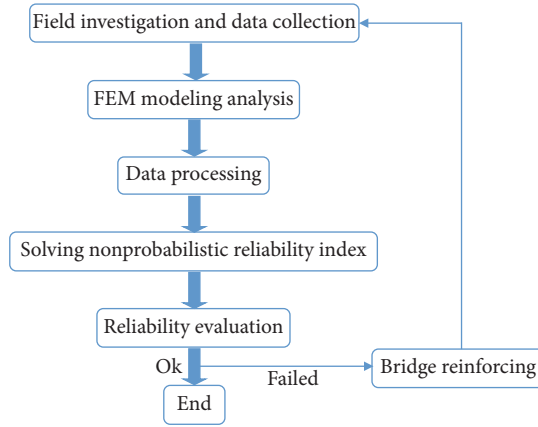 Field investigation and data collection
FEM modeling analysis
Data processing
Solving nonprobabilistic reliability index
Reliability evaluation
Ok
Failed
Bridge reinforcing
End